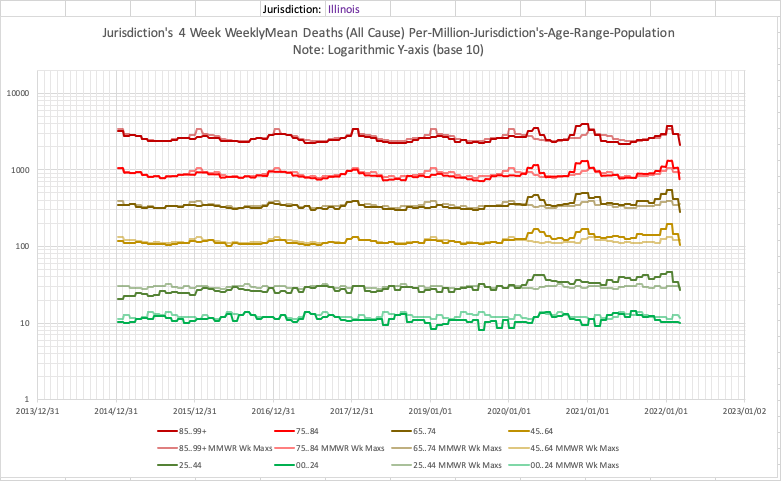 Jurisdiction: Illinois
Jurisdiction's 4 Week WeeklyMean Deaths (All Cause) Per-Million-Jurisdiction's-Age-Range-Population
Note: Logarithmic Y-axis (base 10)
10000
1000
100
10
1
2013/12/31 2014/12/31 2015/12/31 2016/12/31 2017/12/31 2019/01/01 2020/01/01 2021/01/01 2022/01/01 2023/01/02
85..99+ 75..84 65..74 45..64
85..99+ MMWR Wk Maxs 75..84 MMWR Wk Maxs 65..74 MMWR Wk Maxs 45..64 MMWR Wk Maxs
25..44 00..24 25..44 MMWR Wk Maxs 00..24 MMWR Wk Maxs